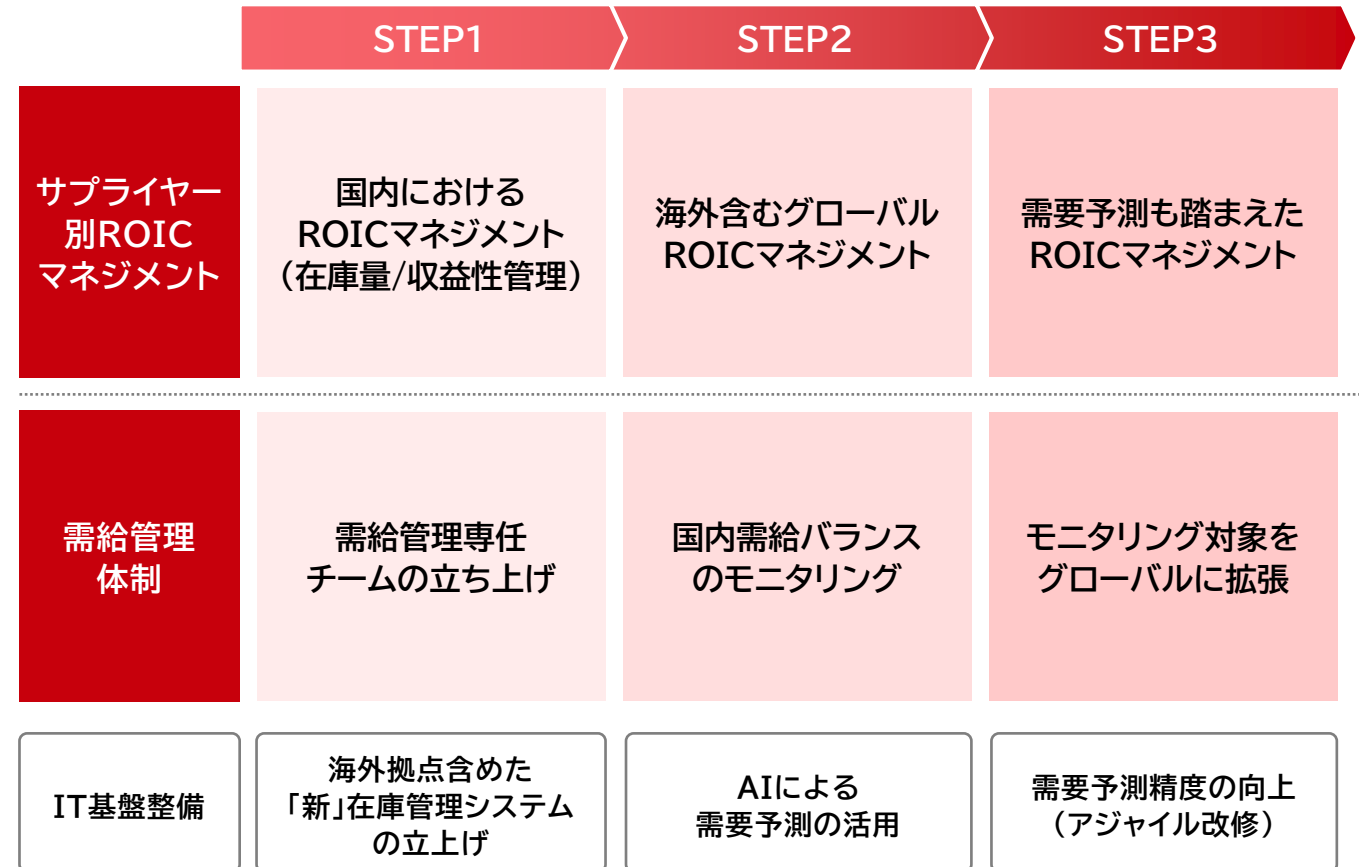 STEP1
STEP2
STEP3
サプライヤー
別ROIC
マネジメント
国内における
ROICマネジメント
（在庫量/収益性管理）
海外含むグローバル
ROICマネジメント
需要予測も踏まえた
ROICマネジメント
需給管理
体制
需給管理専任
チームの立ち上げ
国内需給バランス
のモニタリング
モニタリング対象を
グローバルに拡張
IT基盤整備
海外拠点含めた
「新」在庫管理システム
の立上げ
AIによる
需要予測の活用
需要予測精度の向上
（アジャイル改修）